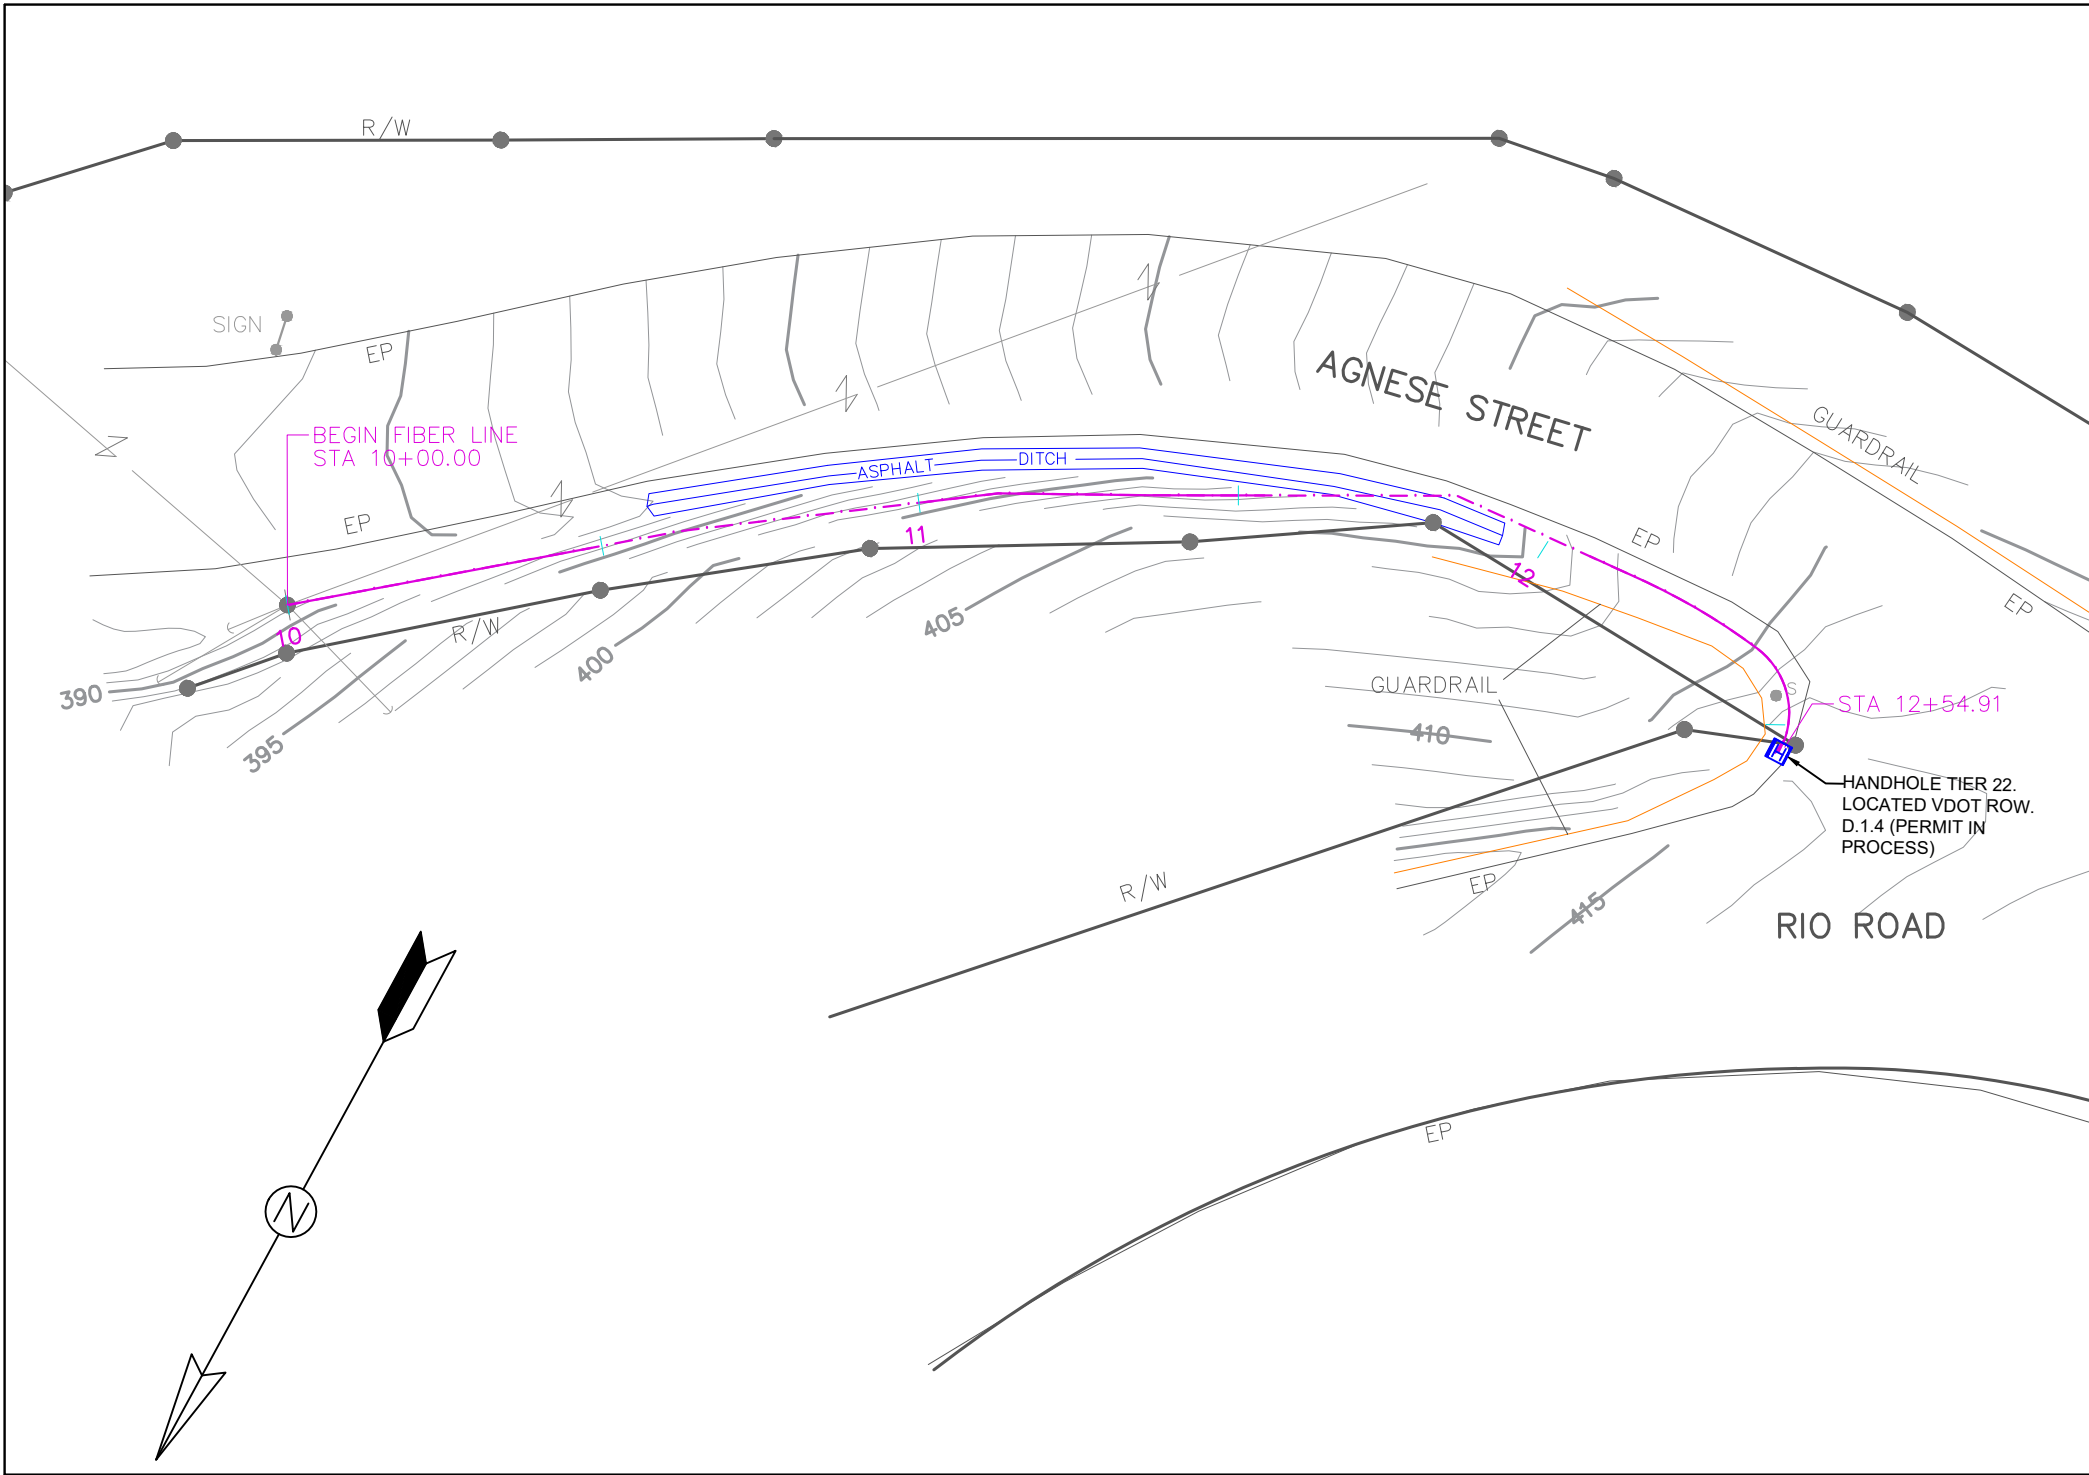 R/W
SIGN
EP
BEGIN FIBER LINE
STA 10+00.00
EP
AGNESE STREET
GUARDRAIL
ASPHALT DITCH
EP
EP
10
11
12
R/W
390
395
400
405
GUARDRAIL
S
STA 12+54.91
410
H
HANDHOLE TIER 22.
LOCATED VDOT ROW.
D.1.4 (PERMIT IN
PROCESS)
R/W
EP
415
RIO ROAD
EP
N